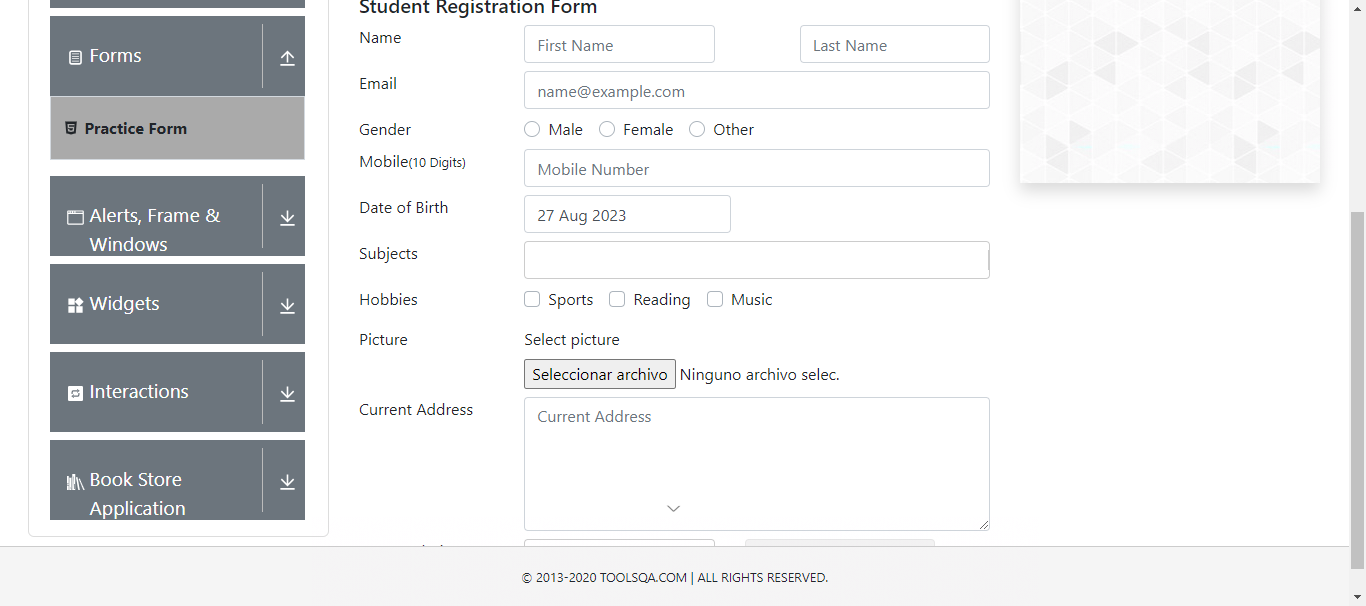 Student Registration Form
Forms
Practice Form
Alerts, Frame &
Windows
Widgets
Interactions
Book Store
Application
Name
First Name
Last Name
Email
name@example.com
Gender
Male
Female
Other
Mobile(10 Digits)
Mobile Number
Date of Birth
27 Aug 2023
Subjects
Hobbies
Sports
Reading
Music
Picture
Select picture
Seleccionar archivo Ninguno archivo selec.
Current Address
Current Address
© 2013-2020 TOOLSQA.COM | ALL RIGHTS RESERVED.